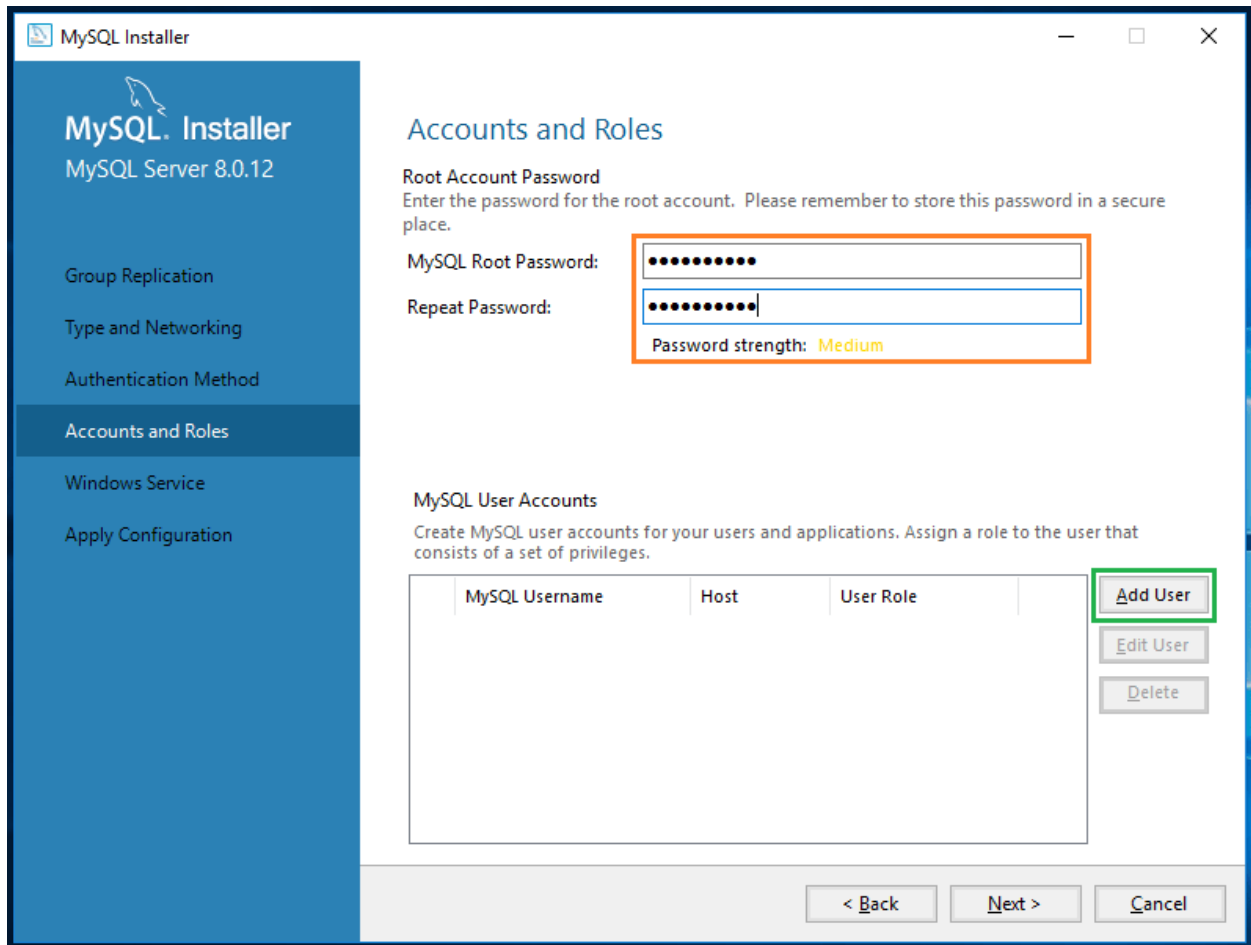 MySQL Installer
MySQL. Installer
MySQL Server 8.0.12
Group Replication
Type and Networking
Authentication Method
Accounts and Roles
Windows Service
Apply Configuration
Accounts and Roles
Root Account Password
Enter the password for the root account.  Please remember to store this password in a secure
place.
MySQL Root Password: ●●●●●●●●●●
Repeat Password: ●●●●●●●●●●
Password strength: Medium
MySQL User Accounts
Create MySQL user accounts for your users and applications. Assign a role to the user that
consists of a set of privileges.
MySQL Username Host User Role
Add User
Edit User
Delete
< Back Next > Cancel